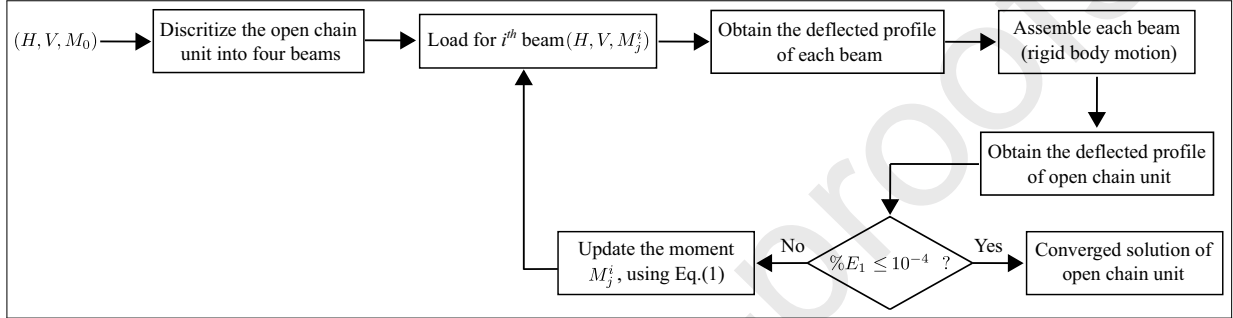 (H, V, M₀)
Discritize the open chain
unit into four beams
Load for iᵗʰ beam(H, V, Mⱼⁱ)
Obtain the deflected profile
of each beam
Assemble each beam
(rigid body motion)
Obtain the deflected profile
of open chain unit
%E₁ ≤ 10⁻⁴ ?
No
Yes
Update the moment
Mⱼⁱ, using Eq.(1)
Converged solution of
open chain unit
proofs